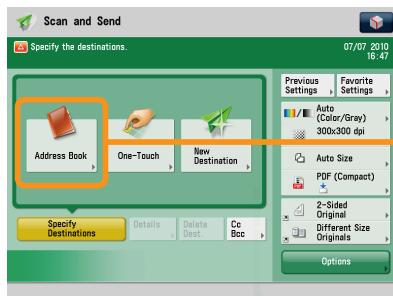 Scan and Send
Specify the destinations.
07/07 2010
16:47
Previous
Settings
Favorite
Settings
Address Book
One-Touch
New
Destination
Auto
(Color/Gray)
300x300 dpi
Auto Size
PDF (Compact)
2-Sided
Original
Different Size
Originals
Specify
Destinations
Details
Delete
Dest.
Cc
Bcc
Options